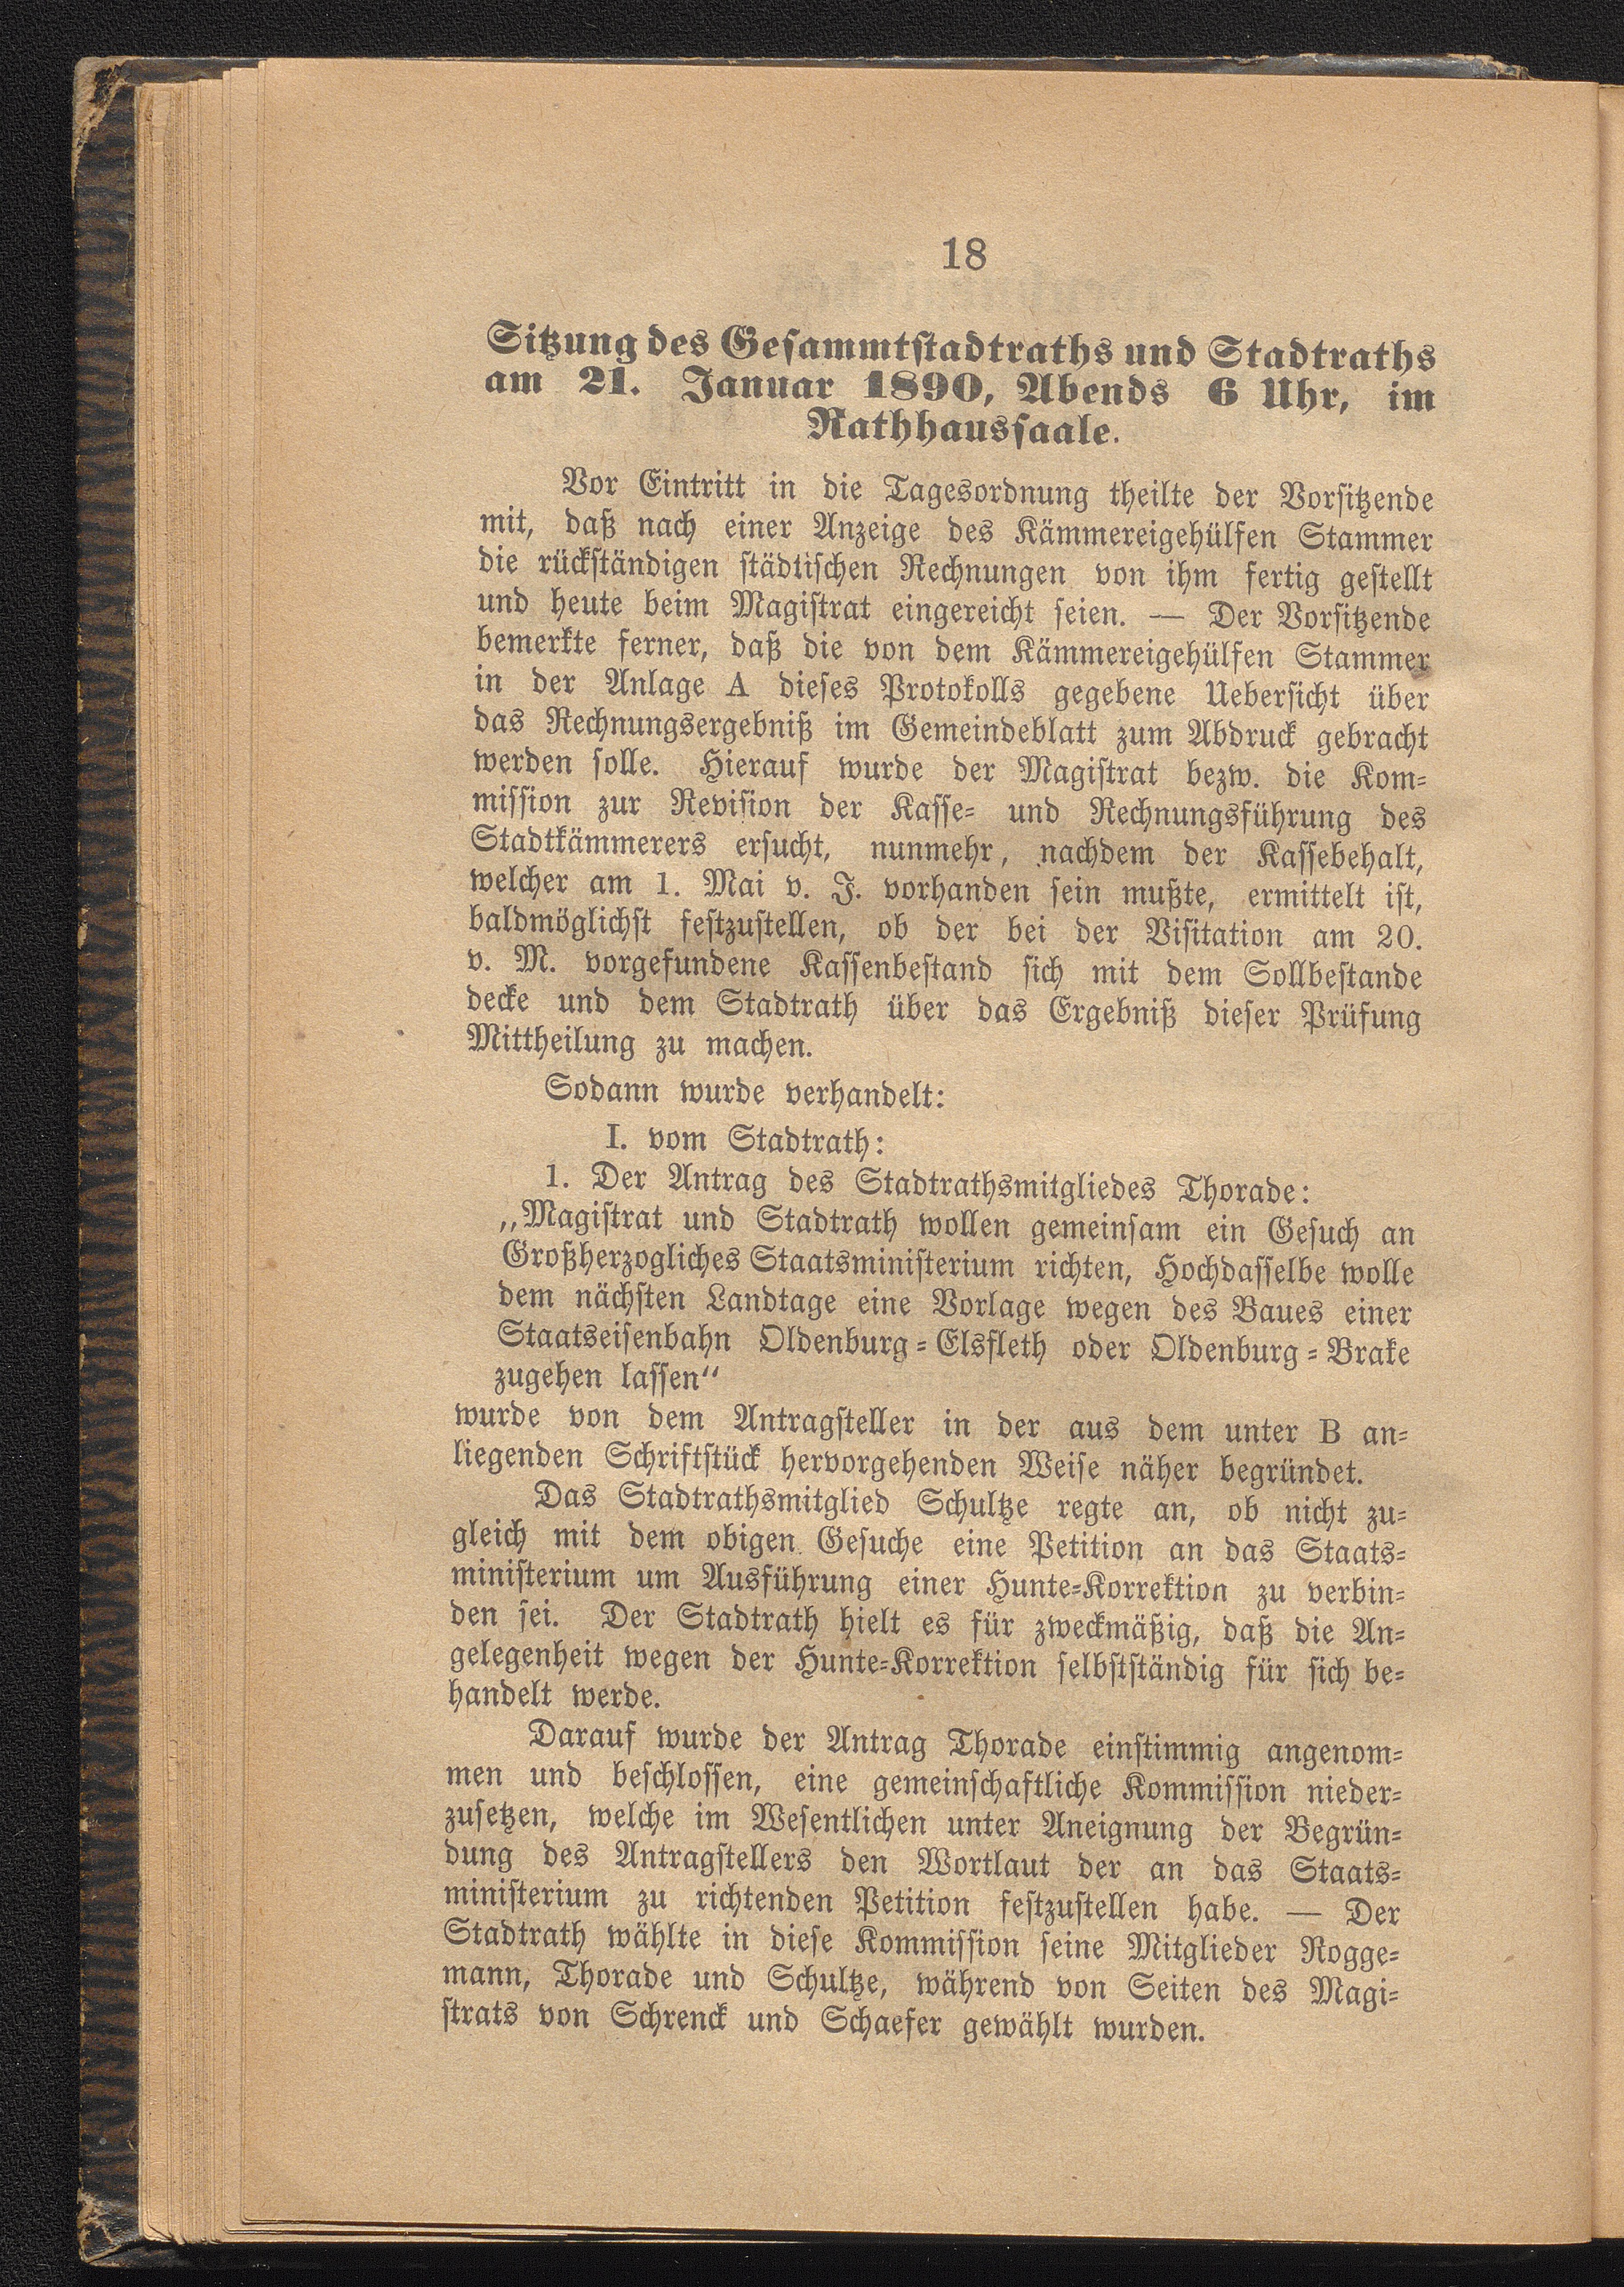 18
Sitzung des Gesammtstadtraths und Stadtraths
am 21. Januar 1890, Abends 6 Uhr, im
Rathhaussaale.
Vor Eintritt in die Tagesordnung theilte der Vorsitzende
mit, daß nach einer Anzeige des Kämmereigehülfen Stammer
die rückständigen städtischen Rechnungen von ihm fertig gestellt
und heute beim Magistrat eingereicht seien. — Der Vorsitzende
bemerkte ferner, daß die von dem Kämmereigehülfen Stammer
in der Anlage A dieses Protokolls gegebene Uebersicht über
das Rechnungsergebniß im Gemeindeblatt zum Abdruck gebracht
werden solle. Hierauf wurde der Magistrat bezw. die Kom-
mission zur Revision der Kasse- und Rechnungsführung des
Stadtkämmerers ersucht, nunmehr, nachdem der Kassebehalt,
welcher am 1. Mai v. J. vorhanden sein mußte, ermittelt ist,
baldmöglichst festzustellen, ob der bei der Visitation am 20.
v. M. vorgefundene Kassenbestand sich mit dem Sollbestande
decke und dem Stadtrath über das Ergebniß dieser Prüfung
Mittheilung zu machen.
Sodann wurde verhandelt:
I. vom Stadtrath:
1. Der Antrag des Stadtrathsmitgliedes Thorade:
„Magistrat und Stadtrath wollen gemeinsam ein Gesuch an
Großherzogliches Staatsministerium richten, Hochdasselbe wolle
dem nächsten Landtage eine Vorlage wegen des Baues einer
Staatseisenbahn Oldenburg-Elsfleth oder Oldenburg-Brake
zugehen lassen“
wurde von dem Antragsteller in der aus dem unter B an-
liegenden Schriftstück hervorgehenden Weise näher begründet.
Das Stadtrathsmitglied Schultze regte an, ob nicht zu-
gleich mit dem obigen Gesuche eine Petition an das Staats-
ministerium um Ausführung einer Hunte-Korrektion zu verbin-
den sei. Der Stadtrath hielt es für zweckmäßig, daß die An-
gelegenheit wegen der Hunte-Korrektion selbstständig für sich be-
handelt werde.
Darauf wurde der Antrag Thorade einstimmig angenom-
men und beschlossen, eine gemeinschaftliche Kommission nieder-
zusetzen, welche im Wesentlichen unter Aneignung der Begrün-
dung des Antragstellers den Wortlaut der an das Staats-
ministerium zu richtenden Petition festzustellen habe. — Der
Stadtrath wählte in diese Kommission seine Mitglieder Rogge-
mann, Thorade und Schultze, während von Seiten des Magi-
strats von Schrenck und Schaefer gewählt wurden.